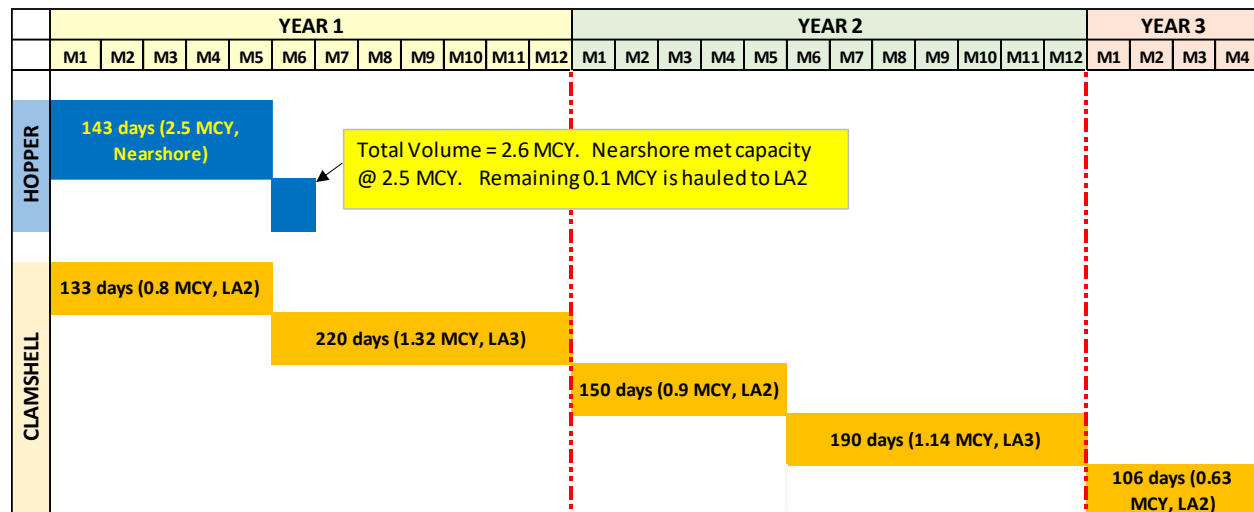 YEAR 1 YEAR 2 YEAR 3
M1 M2 M3 M4 M5 M6 M7 M8 M9 M10 M11 M12 M1 M2 M3 M4 M5 M6 M7 M8 M9 M10 M11 M12 M1 M2 M3 M4
HOPPER
143 days (2.5 MCY,
Nearshore)
Total Volume = 2.6 MCY. Nearshore met capacity
@ 2.5 MCY. Remaining 0.1 MCY is hauled to LA2
CLAMSHELL
133 days (0.8 MCY, LA2)
220 days (1.32 MCY, LA3)
150 days (0.9 MCY, LA2)
190 days (1.14 MCY, LA3)
106 days (0.63
MCY, LA2)